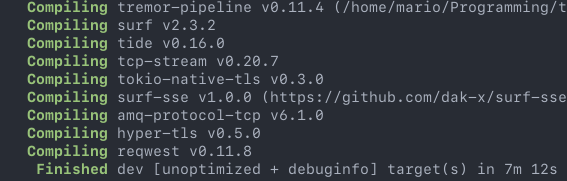 Compiling tremor-pipeline v0.11.4 (/home/mario/Programming/t
Compiling surf v2.3.2
Compiling tide v0.16.0
Compiling tcp-stream v0.20.7
Compiling tokio-native-tls v0.3.0
Compiling surf-sse v1.0.0 (https://github.com/dak-x/surf-sse
Compiling amq-protocol-tcp v6.1.0
Compiling hyper-tls v0.5.0
Compiling reqwest v0.11.8
Finished dev [unoptimized + debuginfo] target(s) in 7m 12s